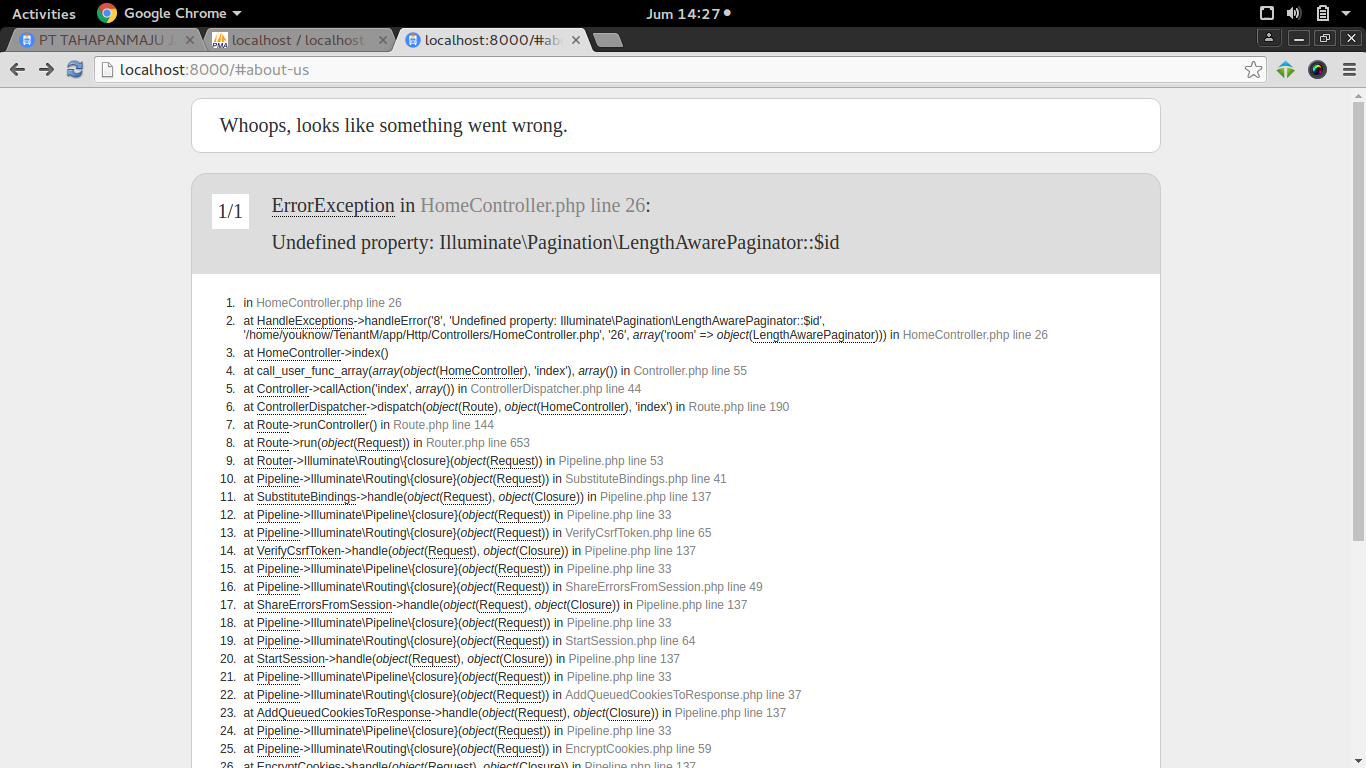 Activities Google Chrome Jum 14:27
PT TAHAPANMAJU localhost / localhost localhost:8000/#ab
localhost:8000/#about-us
Whoops, looks like something went wrong.
1/1 ErrorException in HomeController.php line 26:
Undefined property: Illuminate\Pagination\LengthAwarePaginator::$id
1. in HomeController.php line 26
2. at HandleExceptions->handleError('8', 'Undefined property: Illuminate\Pagination\LengthAwarePaginator::$id',
'/home/youknow/TenantM/app/Http/Controllers/HomeController.php', '26', array('room' => object(LengthAwarePaginator))) in HomeController.php line 26
3. at HomeController->index()
4. at call_user_func_array(array(object(HomeController), 'index'), array()) in Controller.php line 55
5. at Controller->callAction('index', array()) in ControllerDispatcher.php line 44
6. at ControllerDispatcher->dispatch(object(Route), object(HomeController), 'index') in Route.php line 190
7. at Route->runController() in Route.php line 144
8. at Route->run(object(Request)) in Router.php line 653
9. at Router->Illuminate\Routing\{closure}(object(Request)) in Pipeline.php line 53
10. at Pipeline->Illuminate\Routing\{closure}(object(Request)) in SubstituteBindings.php line 41
11. at SubstituteBindings->handle(object(Request), object(Closure)) in Pipeline.php line 137
12. at Pipeline->Illuminate\Pipeline\{closure}(object(Request)) in Pipeline.php line 33
13. at Pipeline->Illuminate\Routing\{closure}(object(Request)) in VerifyCsrfToken.php line 65
14. at VerifyCsrfToken->handle(object(Request), object(Closure)) in Pipeline.php line 137
15. at Pipeline->Illuminate\Pipeline\{closure}(object(Request)) in Pipeline.php line 33
16. at Pipeline->Illuminate\Routing\{closure}(object(Request)) in ShareErrorsFromSession.php line 49
17. at ShareErrorsFromSession->handle(object(Request), object(Closure)) in Pipeline.php line 137
18. at Pipeline->Illuminate\Pipeline\{closure}(object(Request)) in Pipeline.php line 33
19. at Pipeline->Illuminate\Routing\{closure}(object(Request)) in StartSession.php line 64
20. at StartSession->handle(object(Request), object(Closure)) in Pipeline.php line 137
21. at Pipeline->Illuminate\Pipeline\{closure}(object(Request)) in Pipeline.php line 33
22. at Pipeline->Illuminate\Routing\{closure}(object(Request)) in AddQueuedCookiesToResponse.php line 37
23. at AddQueuedCookiesToResponse->handle(object(Request), object(Closure)) in Pipeline.php line 137
24. at Pipeline->Illuminate\Pipeline\{closure}(object(Request)) in Pipeline.php line 33
25. at Pipeline->Illuminate\Routing\{closure}(object(Request)) in EncryptCookies.php line 59
26. at EncryptCookies->handle(object(Request), object(Closure)) in Pipeline.php line 137